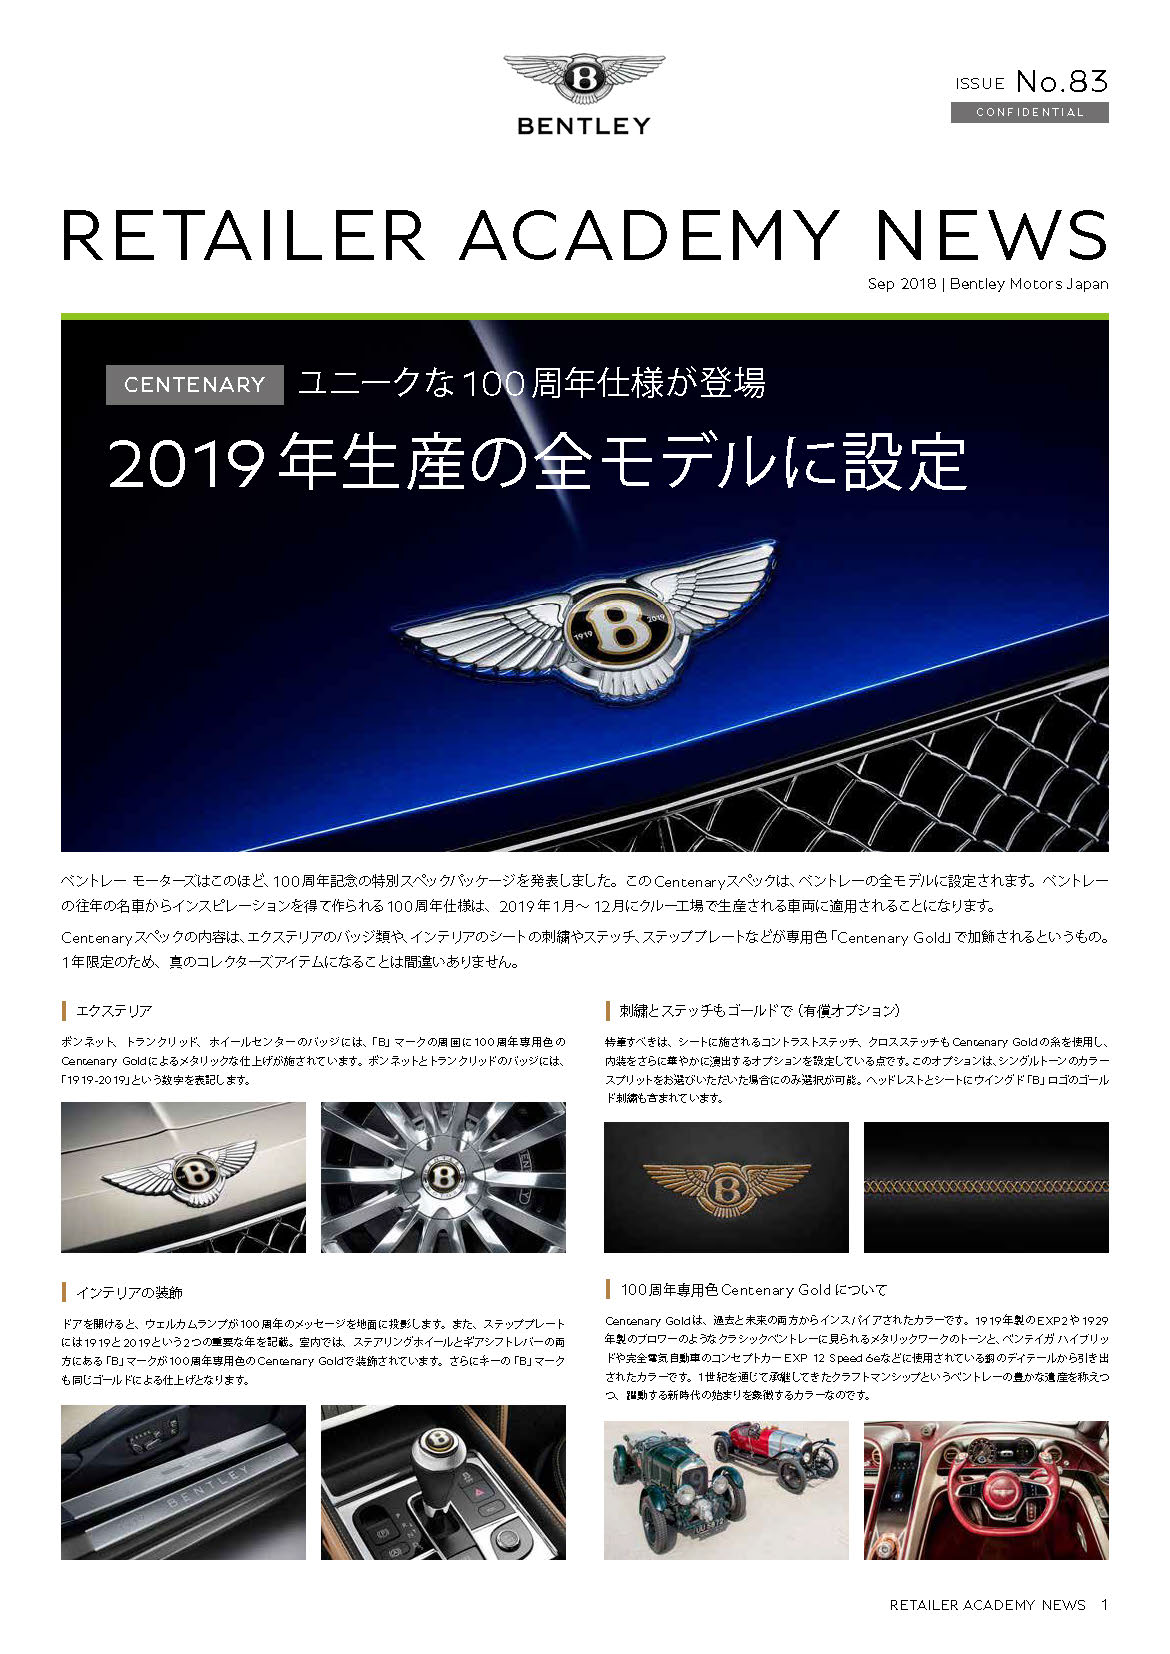 BENTLEY
ISSUE No.83
CONFIDENTIAL
RETAILER ACADEMY NEWS
Sep 2018 | Bentley Motors Japan
CENTENARY ユニークな100周年仕様が登場
2019年生産の全モデルに設定
1919 B 2019
ベントレー モーターズはこのほど、100周年記念の特別スペックパッケージを発表しました。このCentenaryスペックは、ベントレーの全モデルに設定されます。ベントレー
の往年の名車からインスピレーションを得て作られる100周年仕様は、2019年1月～12月にクルー工場で生産される車両に適用されることになります。
Centenaryスペックの内容は、エクステリアのバッジ類や、インテリアのシートの刺繍やステッチ、ステッププレートなどが専用色「Centenary Gold」で加飾されるというもの。
1年限定のため、真のコレクターズアイテムになることは間違いありません。
エクステリア
ボンネット、トランクリッド、ホイールセンターのバッジには、「B」マークの周囲に100周年専用色の
Centenary Goldによるメタリックな仕上げが施されています。ボンネットとトランクリッドのバッジには、
「1919-2019」という数字を表記します。
インテリアの装飾
ドアを開けると、ウェルカムランプが100周年のメッセージを地面に投影します。また、ステッププレート
には1919と2019という2つの重要な年を記載。室内では、ステアリングホイールとギアシフトレバーの両
方にある「B」マークが100周年専用色のCentenary Goldで装飾されています。さらにキーの「B」マーク
も同じゴールドによる仕上げとなります。
BENTLEY
刺繍とステッチもゴールドで（有償オプション）
特筆すべきは、シートに施されるコントラストステッチ、クロスステッチもCentenary Goldの糸を使用し、
内装をさらに華やかに演出するオプションを設定している点です。このオプションは、シングルトーンのカラー
スプリットをお選びいただいた場合にのみ選択が可能。ヘッドレストとシートにウイングド「B」ロゴのゴール
ド刺繍も含まれています。
100周年専用色Centenary Goldについて
Centenary Goldは、過去と未来の両方からインスパイアされたカラーです。1919年製のEXP2や1929
年製のブロワーのようなクラシックベントレーに見られるメタリックワークのトーンと、ベンテイガ ハイブリッ
ドや完全電気自動車のコンセプトカーEXP 12 Speed 6eなどに使用されている銅のディテールから引き出
されたカラーです。1世紀を通じて承継してきたクラフトマンシップというベントレーの豊かな遺産を称えつ
つ、躍動する新時代の始まりを象徴するカラーなのです。
UU 5872
RETAILER ACADEMY NEWS 1